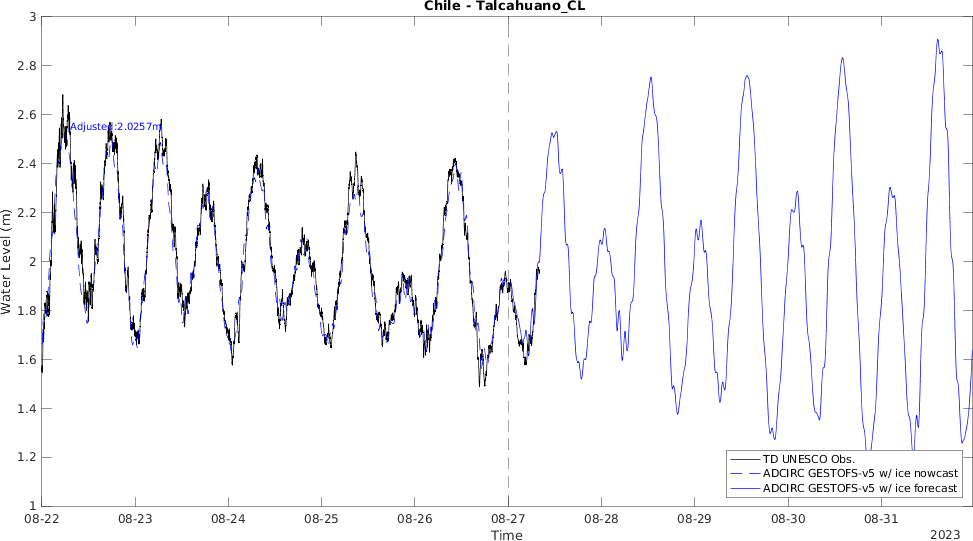 Chile - Talcahuano_CL
3
2.8
2.6
2.4
2.2
2
1.8
1.6
1.4
1.2
1
Water Level (m)
Adjusted:2.0257m
TD UNESCO Obs.
ADCIRC GESTOFS-v5 w/ ice nowcast
ADCIRC GESTOFS-v5 w/ ice forecast
08-22 08-23 08-24 08-25 08-26 08-27 08-28 08-29 08-30 08-31
Time
2023